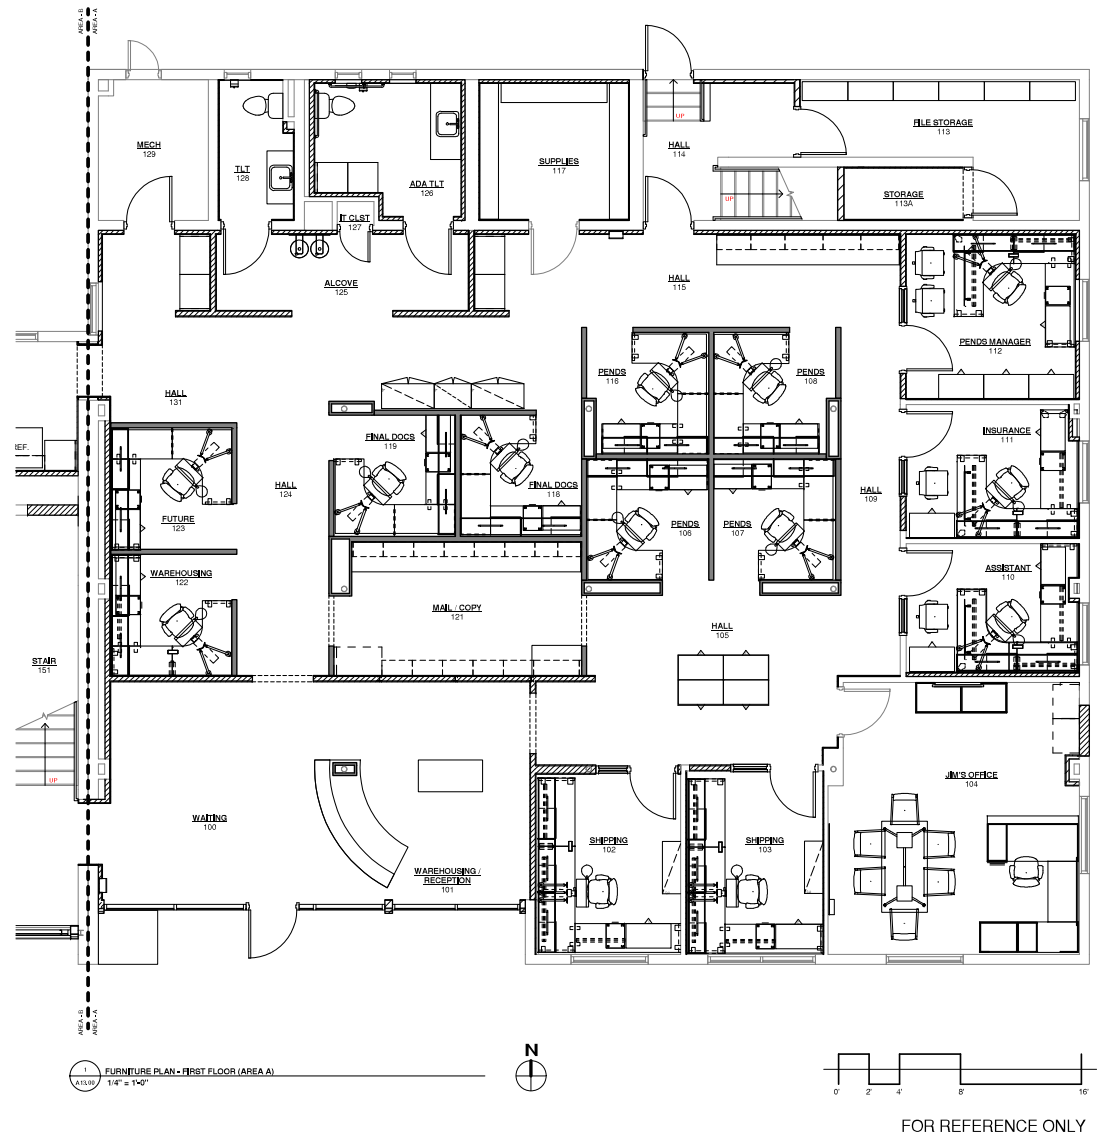 AREA - B
AREA - A
MECH
129
TLT
128
ADA TLT
126
SUPPLIES
117
UP
HALL
114
FILE STORAGE
113
UP
STORAGE
113A
IT CLST
127
ALCOVE
125
HALL
115
PENDS MANAGER
112
PENDS
116
PENDS
108
HALL
131
REF.
FINAL DOCS
119
INSURANCE
111
HALL
124
FINAL DOCS
118
HALL
109
FUTURE
123
PENDS
106
PENDS
107
WAREHOUSING
122
ASSISTANT
110
MAIL / COPY
121
HALL
105
STAIR
151
UP
JIM'S OFFICE
104
WAITING
100
SHIPPING
102
SHIPPING
103
WAREHOUSING /
RECEPTION
101
AREA - B
AREA - A
1
A13.00
FURNITURE PLAN - FIRST FLOOR (AREA A)
1/4" = 1'-0"
N
0'
2'
4'
8'
16'
FOR REFERENCE ONLY